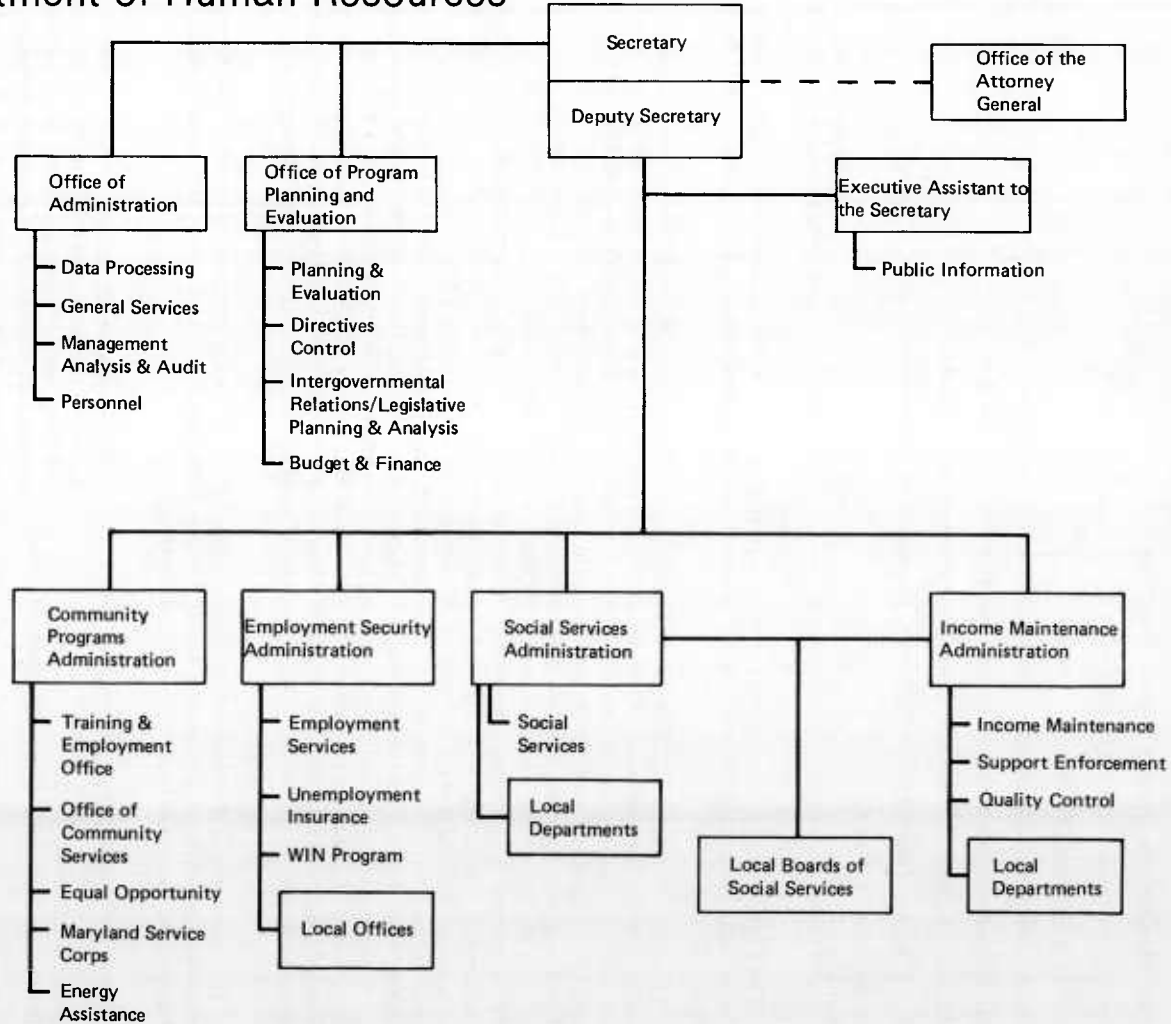 tment of Human Resources
Secretary
Deputy Secretary
Office of the
Attorney
General
Office of
Administration
Office of Program
Planning and
Evaluation
Executive Assistant to
the Secretary
Data Processing
General Services
Management
Analysis & Audit
Personnel
Planning &
Evaluation
Directives
Control
Intergovernmental
Relations/Legislative
Planning & Analysis
Budget & Finance
Public Information
Community
Programs
Administration
Employment Security
Administration
Social Services
Administration
Income Maintenance
Administration
Training &
Employment
Office
Office of
Community
Services
Equal Opportunity
Maryland Service
Corps
Energy
Assistance
Employment
Services
Unemployment
Insurance
WIN Program
Local Offices
Social
Services
Local
Departments
Local Boards of
Social Services
Income Maintenance
Support Enforcement
Quality Control
Local
Departments